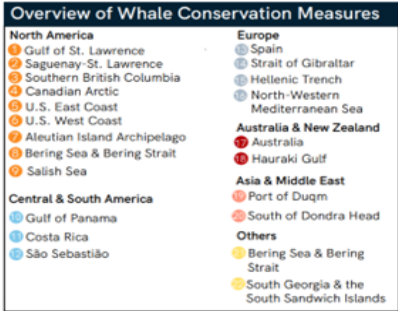 Overview of Whale Conservation Measures
North America
1 Gulf of St. Lawrence
2 Saguenay-St. Lawrence
3 Southern British Columbia
4 Canadian Arctic
5 U.S. East Coast
6 U.S. West Coast
7 Aleutian Island Archipelago
8 Bering Sea & Bering Strait
9 Salish Sea
Central & South America
10 Gulf of Panama
11 Costa Rica
12 São Sebastião
Europe
13 Spain
14 Strait of Gibraltar
15 Hellenic Trench
16 North-Western
Mediterranean Sea
Australia & New Zealand
17 Australia
18 Hauraki Gulf
Asia & Middle East
19 Port of Duqm
20 South of Dondra Head
Others
21 Bering Sea & Bering
Strait
22 South Georgia & the
South Sandwich Islands